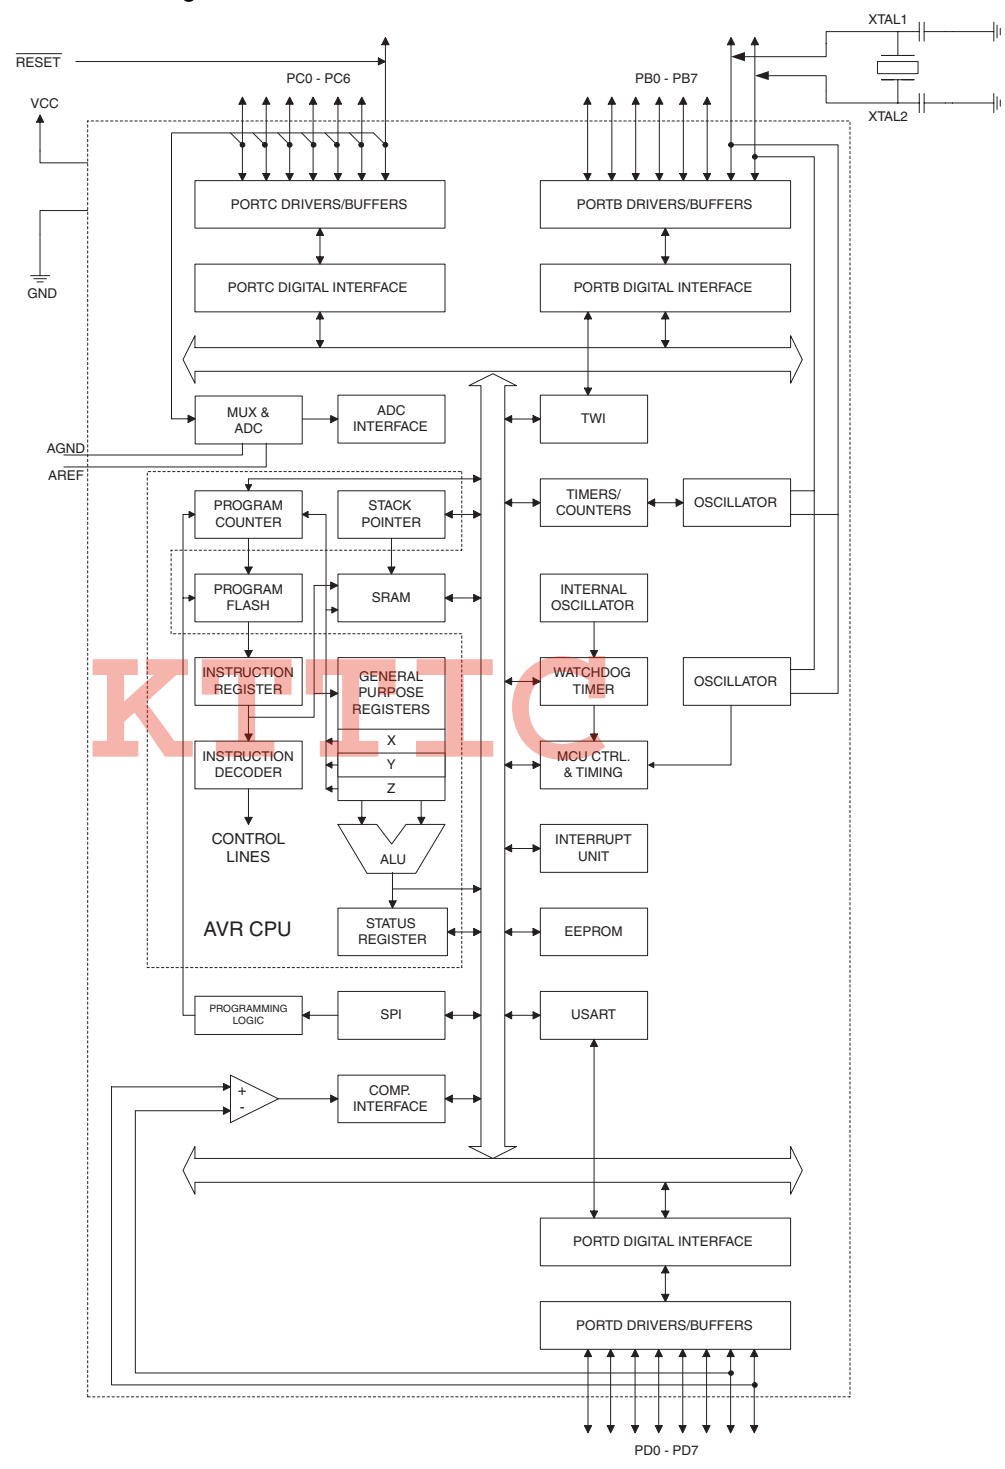 XTAL1
RESET
PC0 - PC6
PB0 - PB7
VCC
XTAL2
PORTC DRIVERS/BUFFERS
PORTB DRIVERS/BUFFERS
GND
PORTC DIGITAL INTERFACE
PORTB DIGITAL INTERFACE
MUX &
ADC
ADC
INTERFACE
TWI
AGND
AREF
PROGRAM
COUNTER
STACK
POINTER
TIMERS/
COUNTERS
OSCILLATOR
PROGRAM
FLASH
SRAM
INTERNAL
OSCILLATOR
KTTIC
INSTRUCTION
REGISTER
GENERAL
PURPOSE
REGISTERS
WATCHDOG
TIMER
OSCILLATOR
X
Y
Z
INSTRUCTION
DECODER
MCU CTRL.
& TIMING
CONTROL
LINES
ALU
INTERRUPT
UNIT
AVR CPU
STATUS
REGISTER
EEPROM
PROGRAMMING
LOGIC
SPI
USART
+
-
COMP.
INTERFACE
PORTD DIGITAL INTERFACE
PORTD DRIVERS/BUFFERS
PD0 - PD7